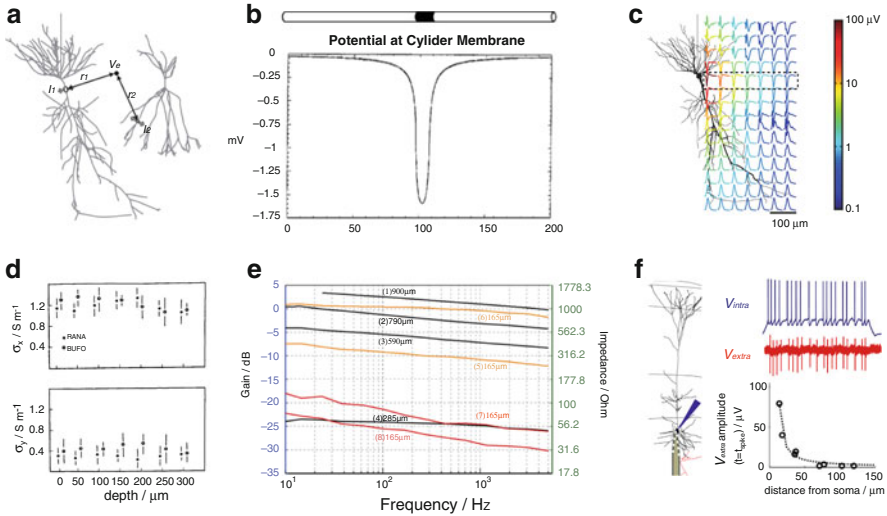 a
I1
r1
Ve
r2
I2
b
Potential at Cylider Membrane
0
−0.25
−0.5
−0.75
−1
−1.25
−1.5
−1.75
mV
0
50
100
150
200
c
100 μV
10
1
0.1
100 μm
d
σx / S m−1
1.2
0.8
0.4
RANA
BUFO
σy / S m−1
1.2
0.8
0.4
0 50 100 150 200 250 300
depth / μm
e
Gain / dB
5
0
−5
−10
−15
−20
−25
−30
−35
(1)900μm
(6)165μm
(2)790μm
(3)590μm
(5)165μm
(4)285μm
(7)165μm
(8)165μm
1778.3
1000
562.3
316.2
177.8
100
56.2
31.6
17.8
Impedance / Ohm
10¹
10²
10³
Frequency / Hz
f
Vintra
Vextra
Vextra amplitude
(t=tspike) / μV
100
50
0
0 50 100 150
distance from soma / μm